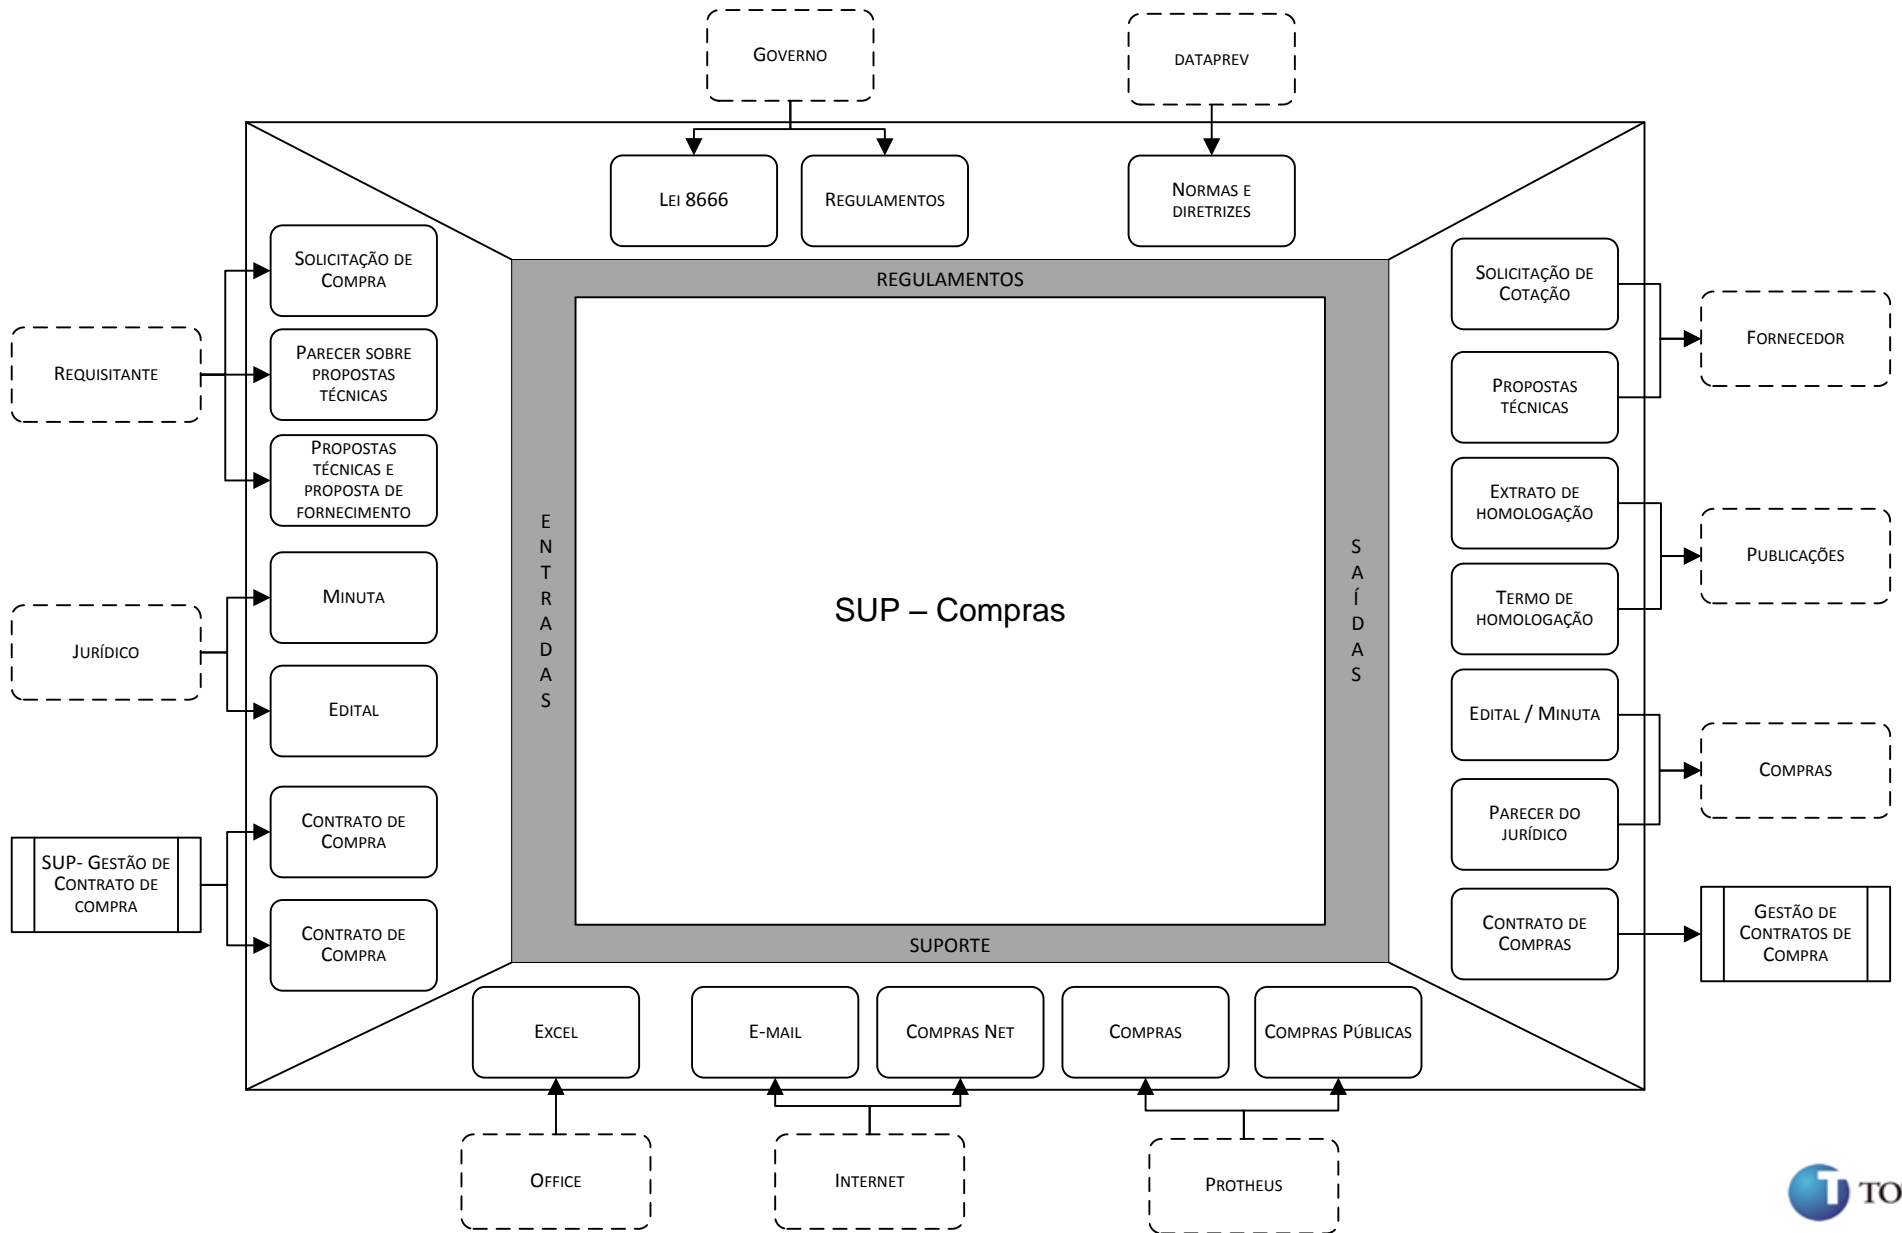 Governo
DATAPREV
Lei 8666
Regulamentos
Normas e
diretrizes
Requisitante
Solicitação de
Compra
Parecer sobre
propostas
técnicas
Propostas
técnicas e
proposta de
fornecimento
Jurídico
Minuta
Edital
SUP- Gestão de
Contrato de
compra
Contrato de
Compra
Contrato de
Compra
REGULAMENTOS
ENTRADAS
SUP – Compras
SAÍDAS
SUPORTE
Solicitação de
Cotação
Propostas
técnicas
Fornecedor
Extrato de
homologação
Termo de
homologação
Publicações
Edital / Minuta
Parecer do
jurídico
Compras
Contrato de
Compras
Gestão de
Contratos de
Compra
Excel
E-mail
Compras Net
Compras
Compras Públicas
Office
Internet
Protheus
TO